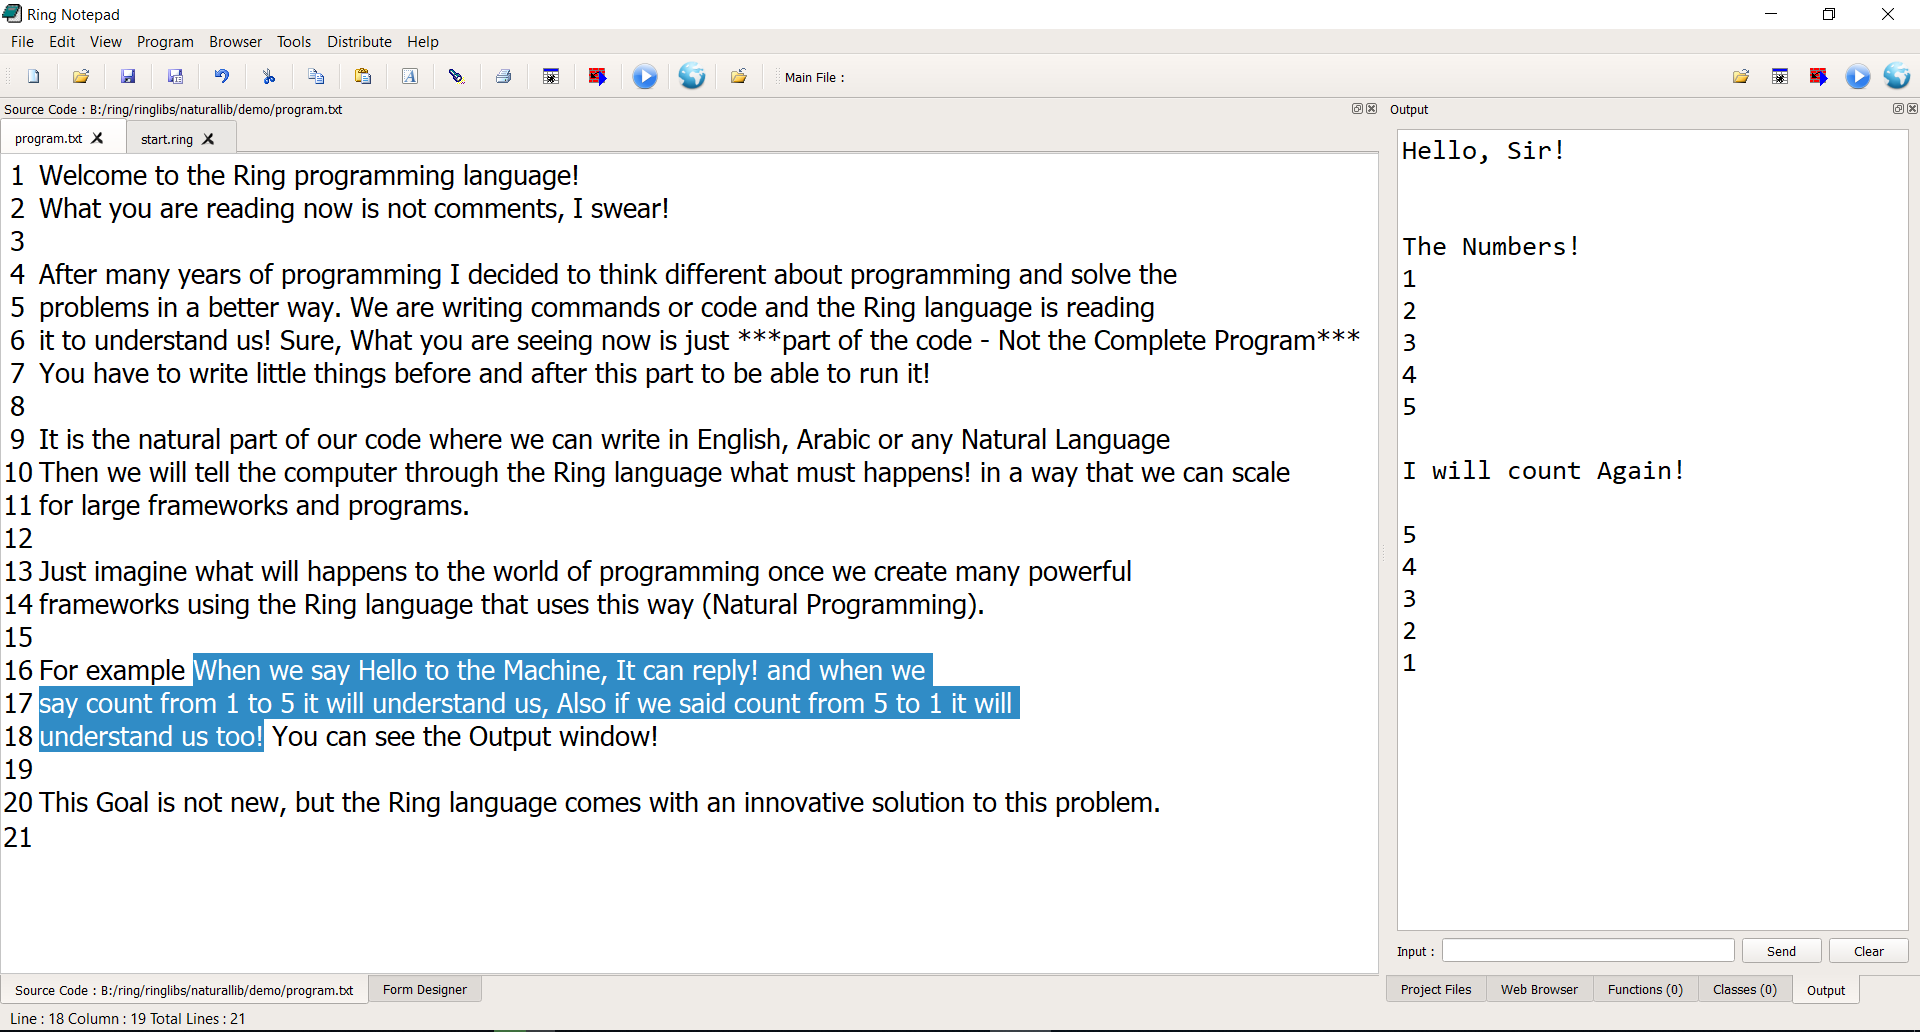 Ring Notepad
File Edit View Program Browser Tools Distribute Help
Main File :
Source Code : B:/ring/ringlibs/naturallib/demo/program.txt
program.txt
start.ring
1 Welcome to the Ring programming language!
2 What you are reading now is not comments, I swear!
3
4 After many years of programming I decided to think different about programming and solve the
5 problems in a better way. We are writing commands or code and the Ring language is reading
6 it to understand us! Sure, What you are seeing now is just ***part of the code - Not the Complete Program***
7 You have to write little things before and after this part to be able to run it!
8
9 It is the natural part of our code where we can write in English, Arabic or any Natural Language
10 Then we will tell the computer through the Ring language what must happens! in a way that we can scale
11 for large frameworks and programs.
12
13 Just imagine what will happens to the world of programming once we create many powerful
14 frameworks using the Ring language that uses this way (Natural Programming).
15
16 For example When we say Hello to the Machine, It can reply! and when we
17 say count from 1 to 5 it will understand us, Also if we said count from 5 to 1 it will
18 understand us too! You can see the Output window!
19
20 This Goal is not new, but the Ring language comes with an innovative solution to this problem.
21
Source Code : B:/ring/ringlibs/naturallib/demo/program.txt
Form Designer
Line : 18 Column : 19 Total Lines : 21
Output
Hello, Sir!
The Numbers!
1
2
3
4
5
I will count Again!
5
4
3
2
1
Input :
Send
Clear
Project Files
Web Browser
Functions (0)
Classes (0)
Output